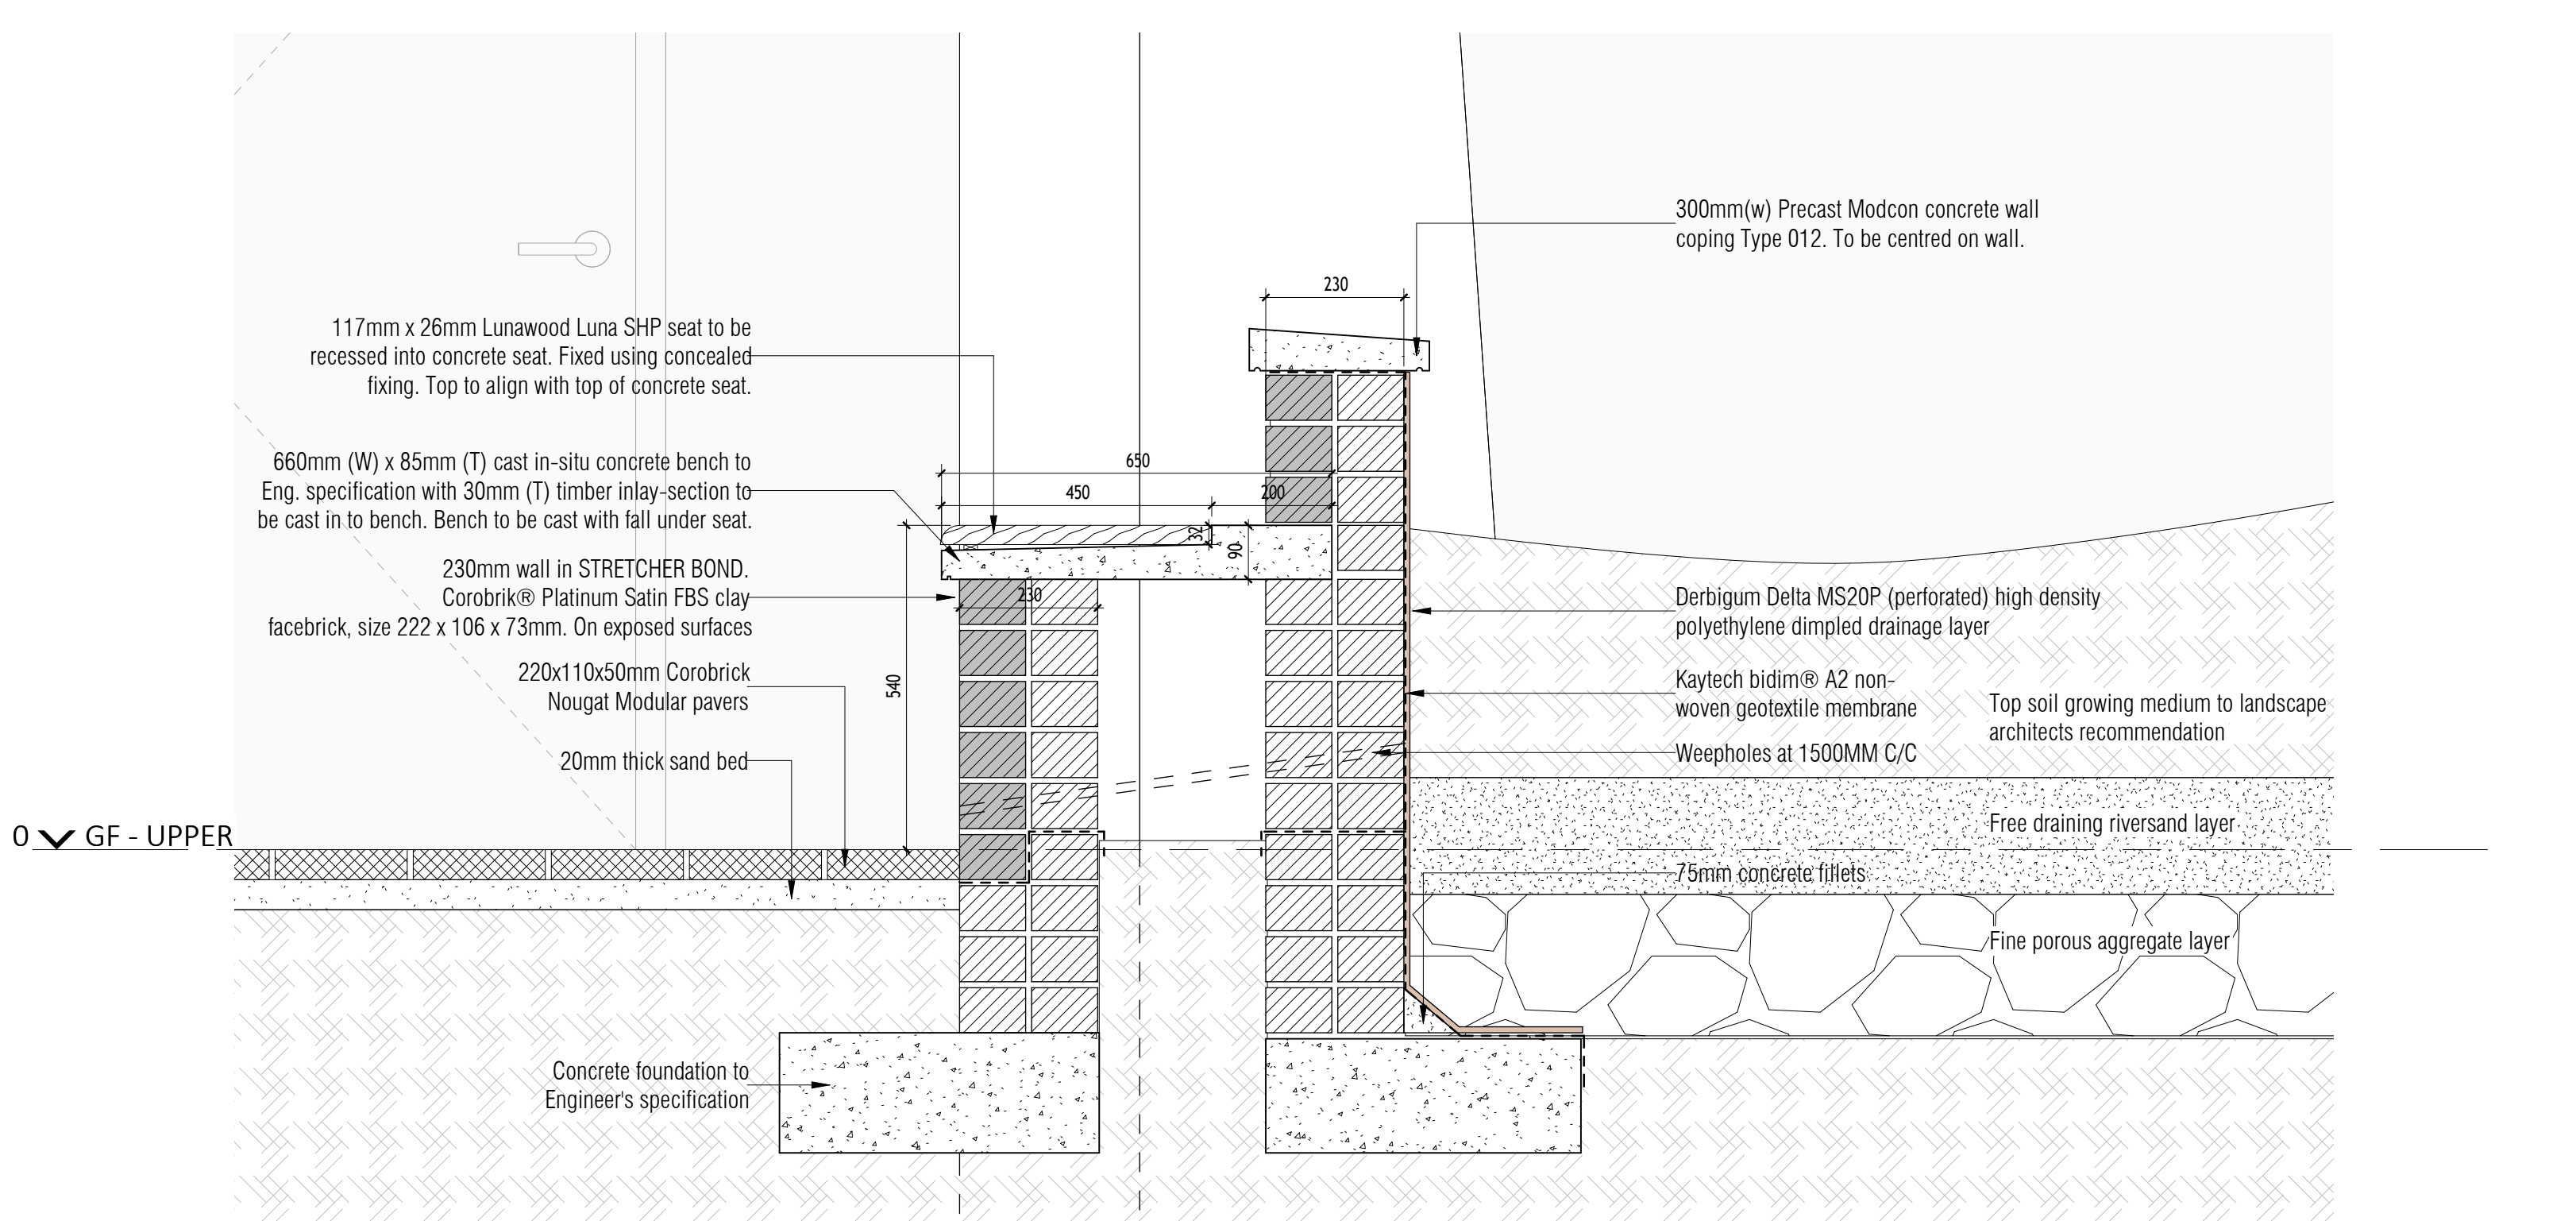 300mm(w) Precast Modcon concrete wall
coping Type 012. To be centred on wall.
230
117mm x 26mm Lunawood Luna SHP seat to be
recessed into concrete seat. Fixed using concealed
fixing. Top to align with top of concrete seat.
660mm (W) x 85mm (T) cast in-situ concrete bench to
Eng. specification with 30mm (T) timber inlay-section to
be cast in to bench. Bench to be cast with fall under seat.
650
450
200
32
90
230mm wall in STRETCHER BOND.
Corobrik® Platinum Satin FBS clay
facebrick, size 222 x 106 x 73mm. On exposed surfaces
230
540
220x110x50mm Corobrick
Nougat Modular pavers
20mm thick sand bed
Derbigum Delta MS20P (perforated) high density
polyethylene dimpled drainage layer
Kaytech bidim® A2 non-
woven geotextile membrane
Weepholes at 1500MM C/C
Top soil growing medium to landscape
architects recommendation
0 GF - UPPER
Free draining riversand layer
75mm concrete fillets
Fine porous aggregate layer
Concrete foundation to
Engineer's specification